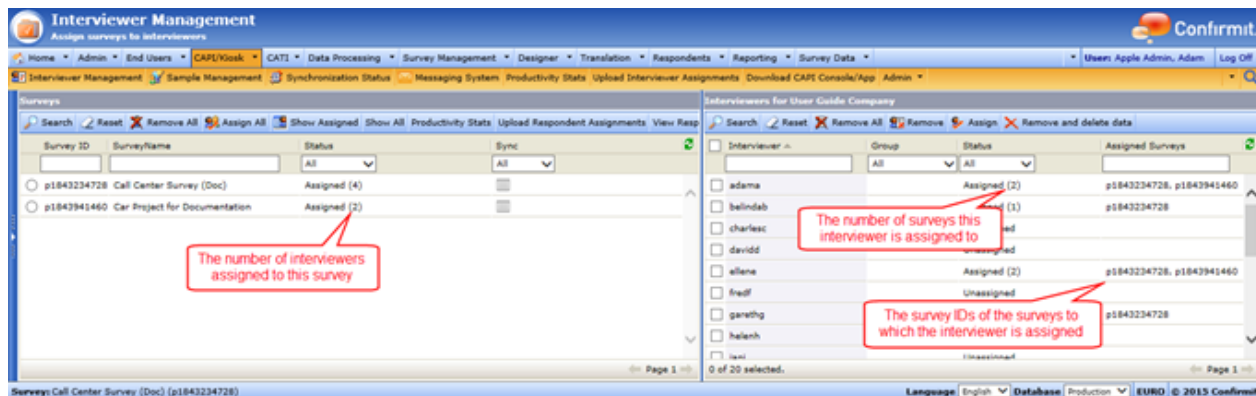 Interviewer Management
Assign surveys to interviewers
Confirmit
Home Admin End Users CAPI/Kiosk CATI Data Processing Survey Management Designer Translation Respondents Reporting Survey Data User: Apple Admin, Adam Log Off
Interviewer Management Sample Management Synchronization Status Messaging System Productivity Stats Upload Interviewer Assignments Download CAPI Console/App Admin
Surveys
Search Reset Remove All Assign All Show Assigned Show All Productivity Stats Upload Respondent Assignments View Resp
Survey ID SurveyName Status Sync
All All
p1843234728 Call Center Survey (Doc) Assigned (4)
p1843941460 Car Project for Documentation Assigned (2)
The number of interviewers
assigned to this survey
Page 1
Interviewers for User Guide Company
Search Reset Remove All Remove Assign Remove and delete data
Interviewer Group Status Assigned Surveys
All All
adama Assigned (2) p1843234728, p1843941460
belindab (1) p1843234728
charlesc
davidd Unassigned
ellene Assigned (2) p1843234728, p1843941460
fredf Unassigned
garethg p1843234728
helenh
The number of surveys this
interviewer is assigned to
The survey IDs of the surveys to
which the interviewer is assigned
0 of 20 selected. Page 1
Survey: Call Center Survey (Doc) (p1843234728) Language English Database Production EURO © 2015 Confirmit